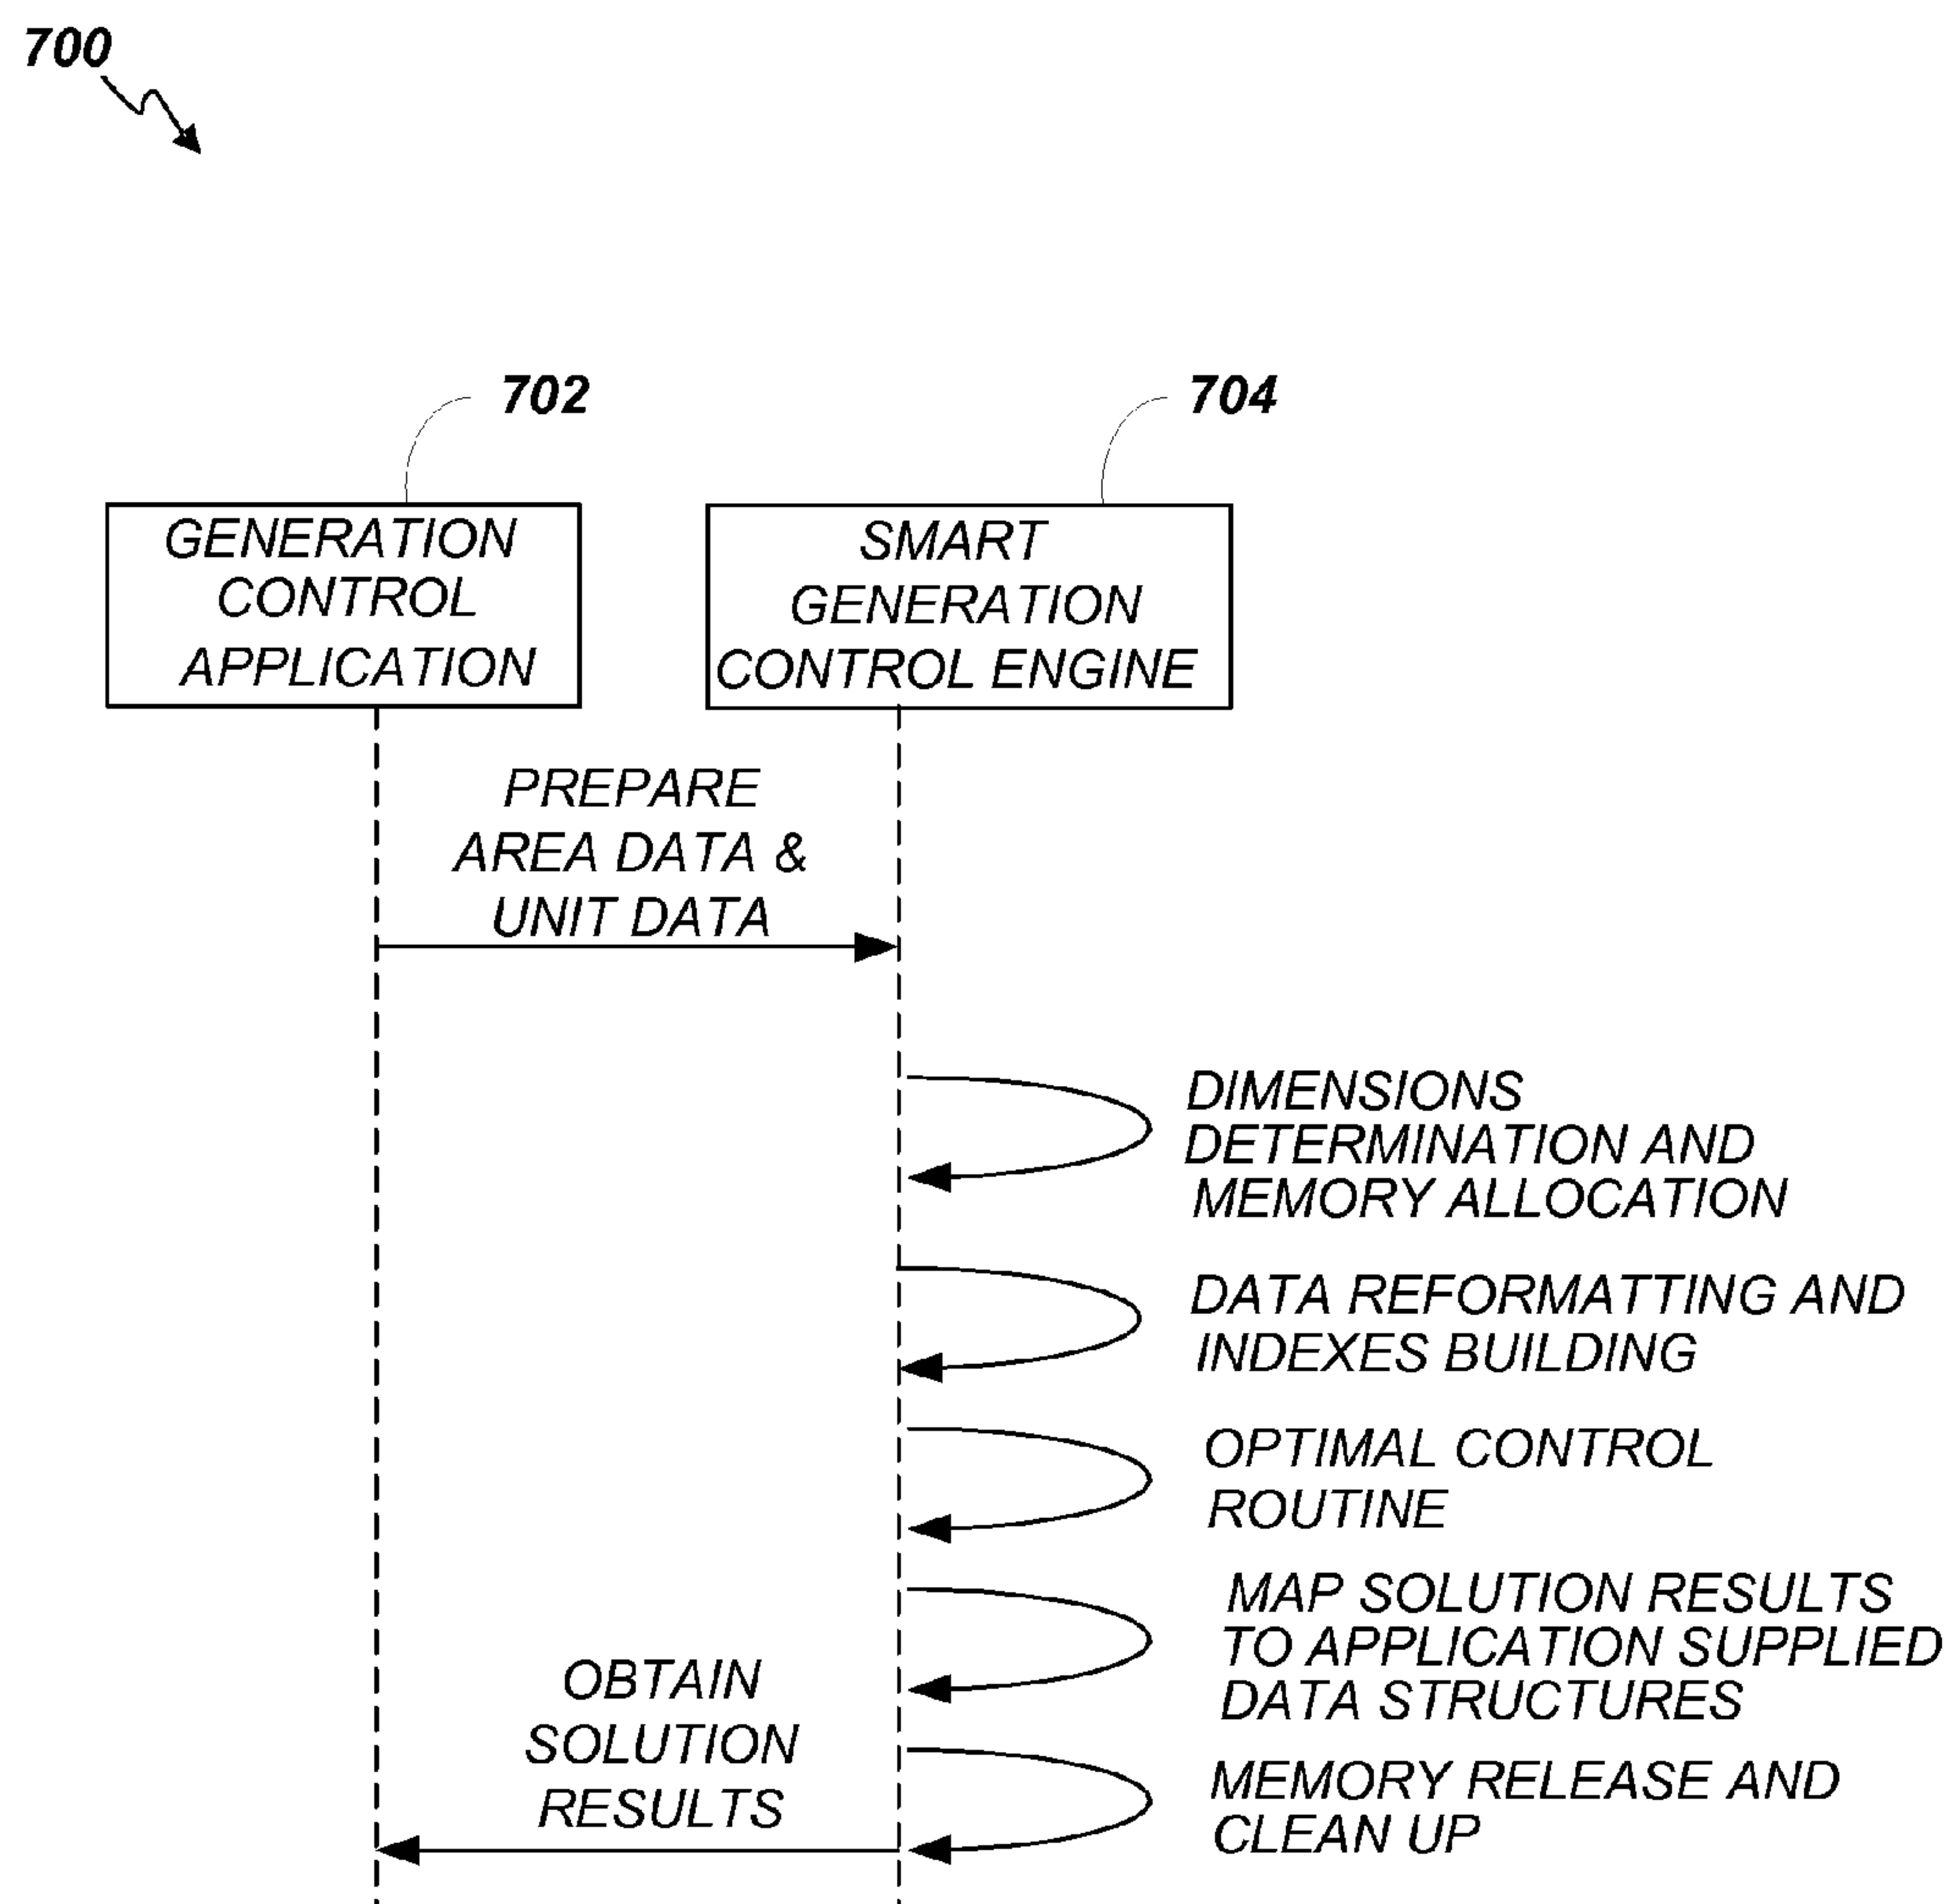 700
702
704
GENERATION
CONTROL
APPLICATION
SMART
GENERATION
CONTROL ENGINE
PREPARE
AREA DATA &
UNIT DATA
DIMENSIONS
DETERMINATION AND
MEMORY ALLOCATION
DATA REFORMATTING AND
INDEXES BUILDING
OPTIMAL CONTROL
ROUTINE
MAP SOLUTION RESULTS
TO APPLICATION SUPPLIED
DATA STRUCTURES
OBTAIN
SOLUTION
RESULTS
MEMORY RELEASE AND
CLEAN UP